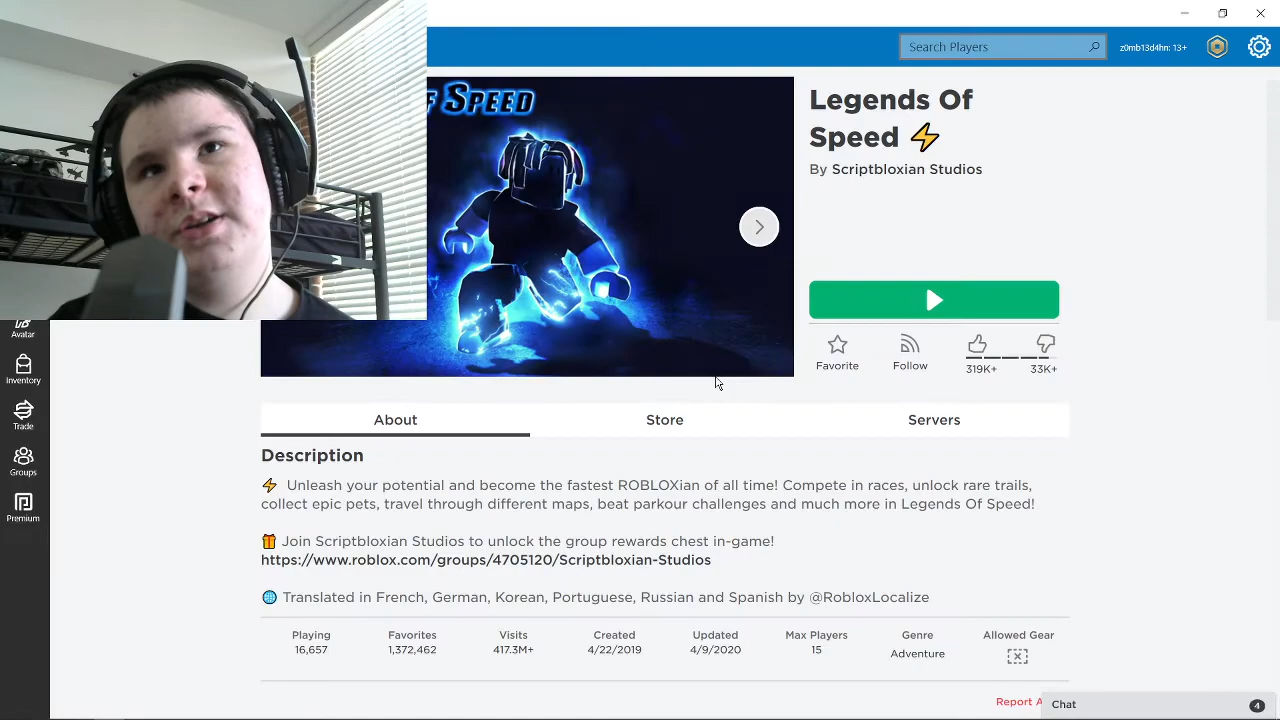 Search Players
z0mb13d4hn: 13+
f SPEED
Legends Of
Speed ⚡
By Scriptbloxian Studios
Favorite
Follow
319K+
33K+
Avatar
Inventory
Trade
Groups
Premium
About
Store
Servers
Description
⚡ Unleash your potential and become the fastest ROBLOXian of all time! Compete in races, unlock rare trails,
collect epic pets, travel through different maps, beat parkour challenges and much more in Legends Of Speed!
🎁 Join Scriptbloxian Studios to unlock the group rewards chest in-game!
https://www.roblox.com/groups/4705120/Scriptbloxian-Studios
🌐 Translated in French, German, Korean, Portuguese, Russian and Spanish by @RobloxLocalize
Playing
Favorites
Visits
Created
Updated
Max Players
Genre
Allowed Gear
16,657
1,372,462
417.3M+
4/22/2019
4/9/2020
15
Adventure
Report A
Chat
4